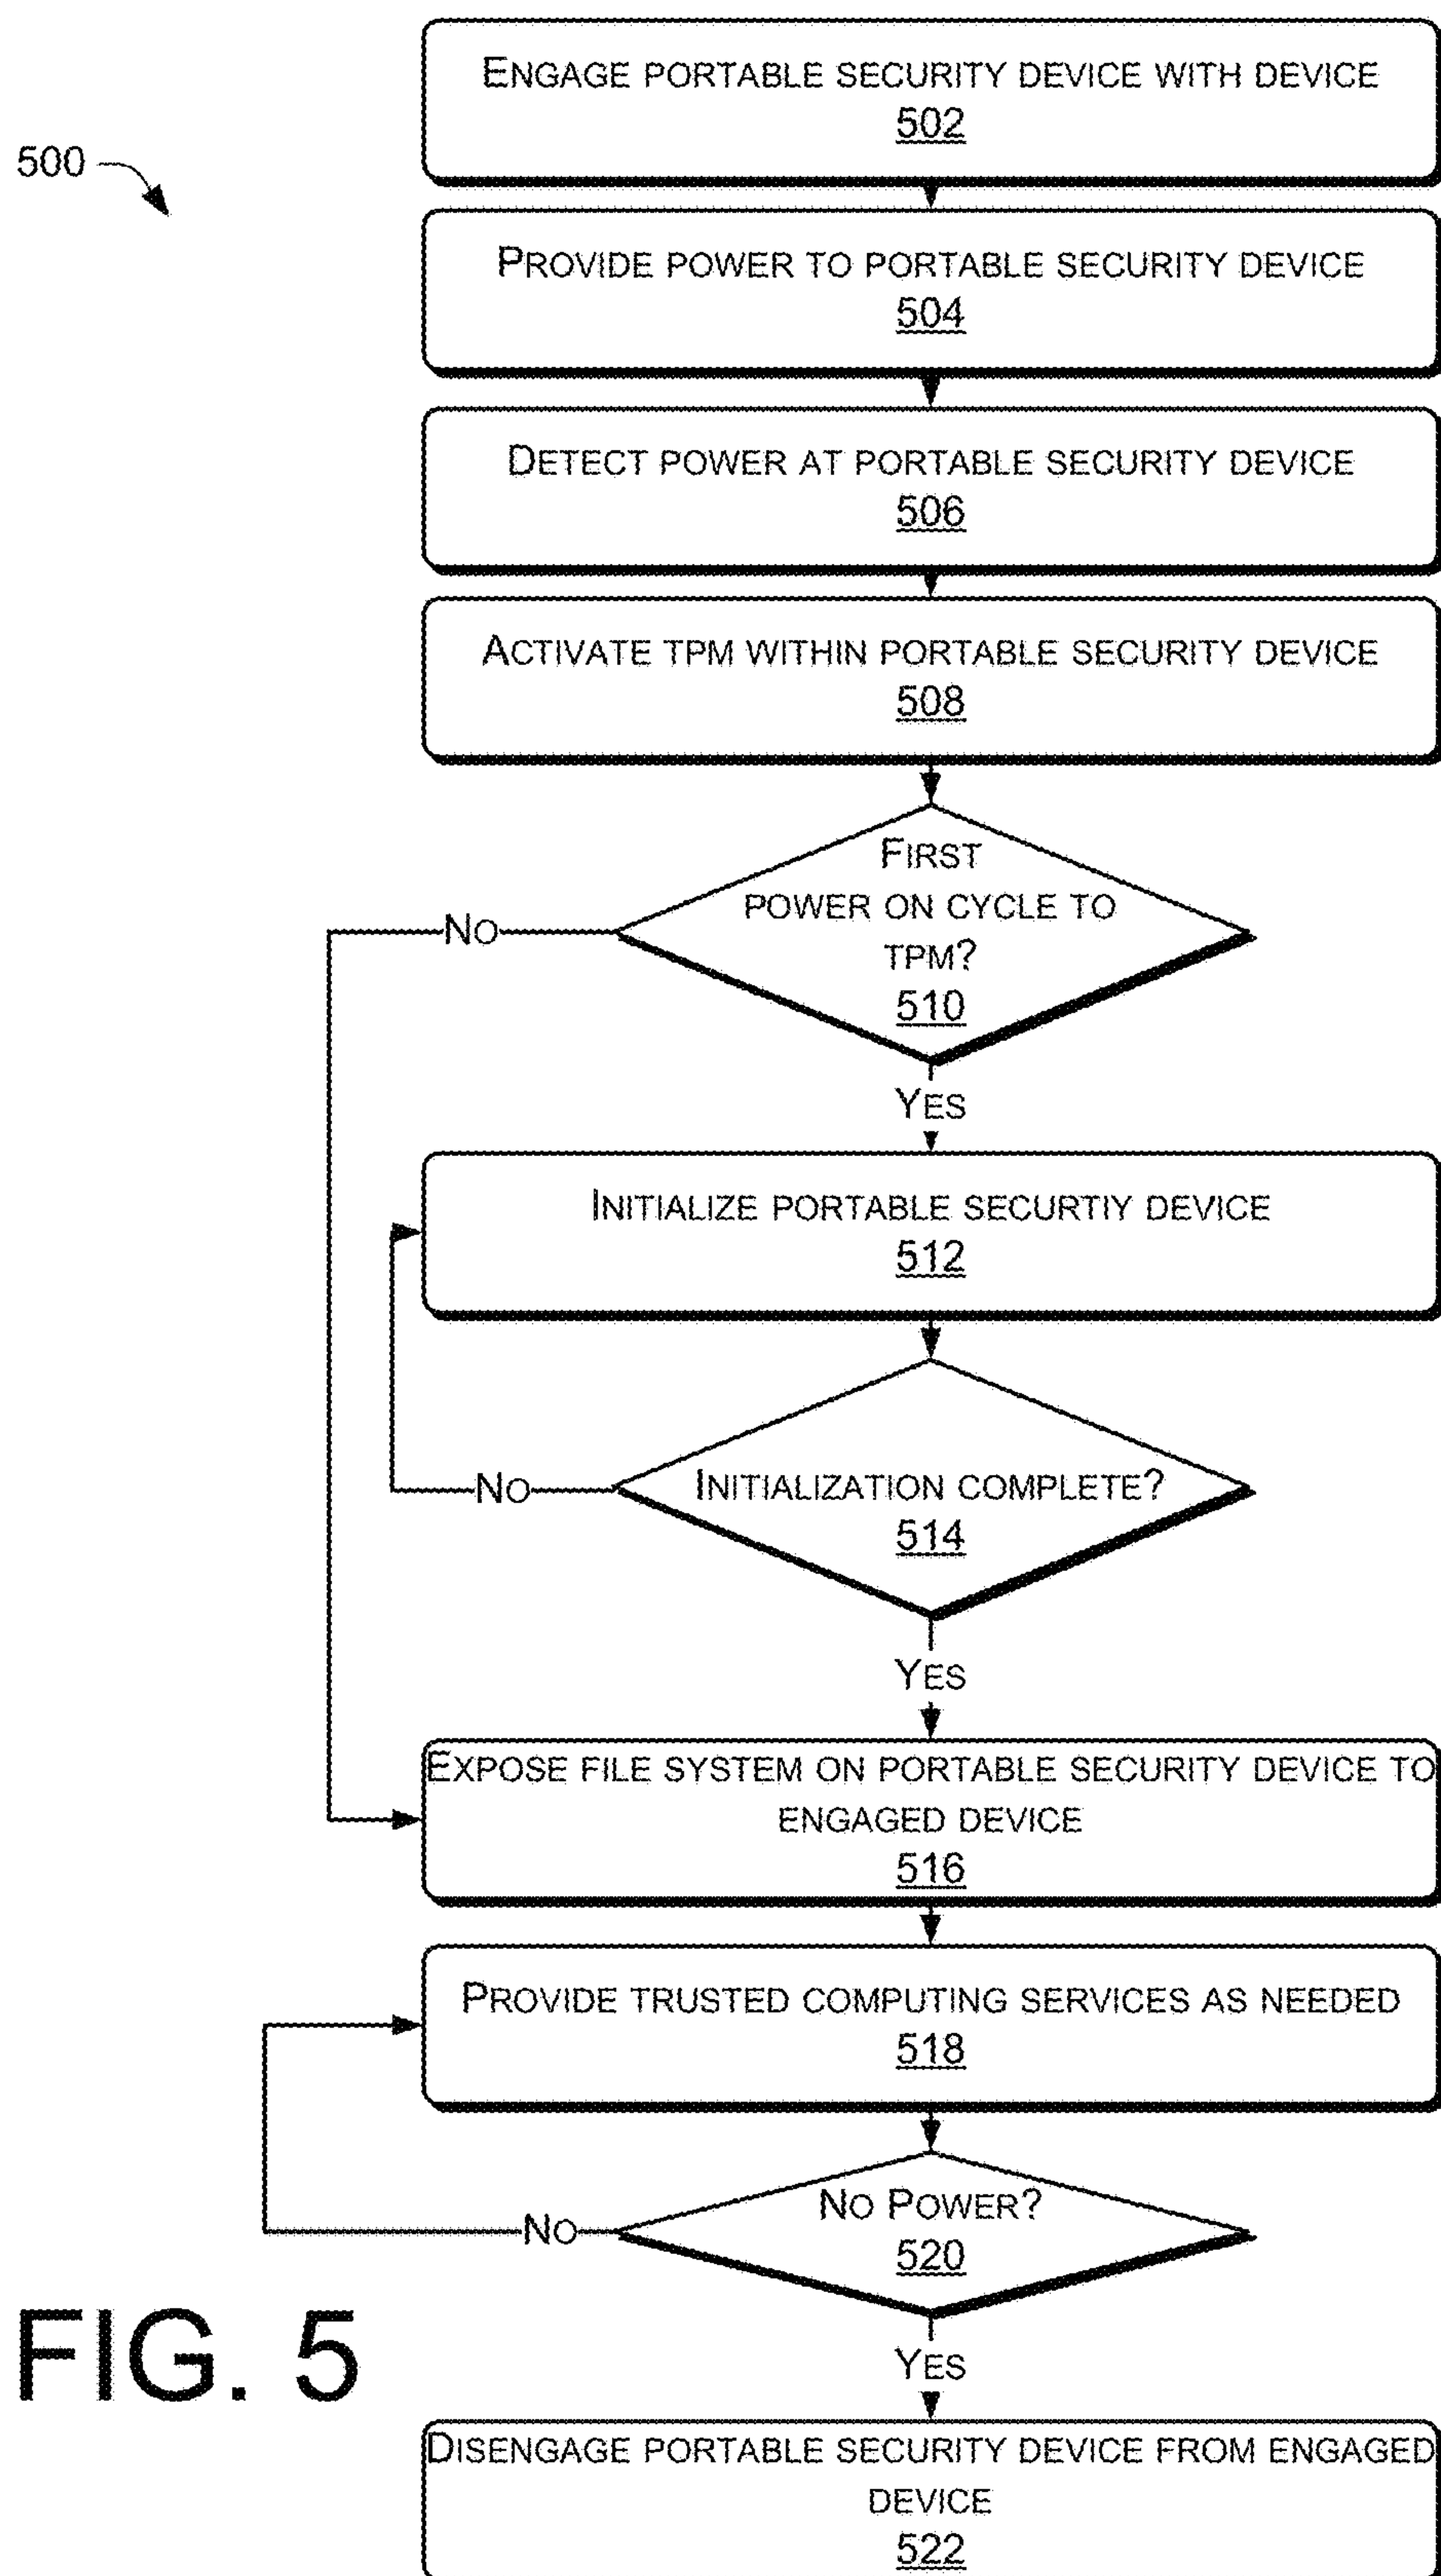 ENGAGE PORTABLE SECURITY DEVICE WITH DEVICE
502
500
PROVIDE POWER TO PORTABLE SECURITY DEVICE
504
DETECT POWER AT PORTABLE SECURITY DEVICE
506
ACTIVATE TPM WITHIN PORTABLE SECURITY DEVICE
508
FIRST
POWER ON CYCLE TO
TPM?
510
NO
YES
INITIALIZE PORTABLE SECURTIY DEVICE
512
INITIALIZATION COMPLETE?
514
NO
YES
EXPOSE FILE SYSTEM ON PORTABLE SECURITY DEVICE TO
ENGAGED DEVICE
516
PROVIDE TRUSTED COMPUTING SERVICES AS NEEDED
518
NO POWER?
520
NO
YES
DISENGAGE PORTABLE SECURITY DEVICE FROM ENGAGED
DEVICE
522
FIG. 5